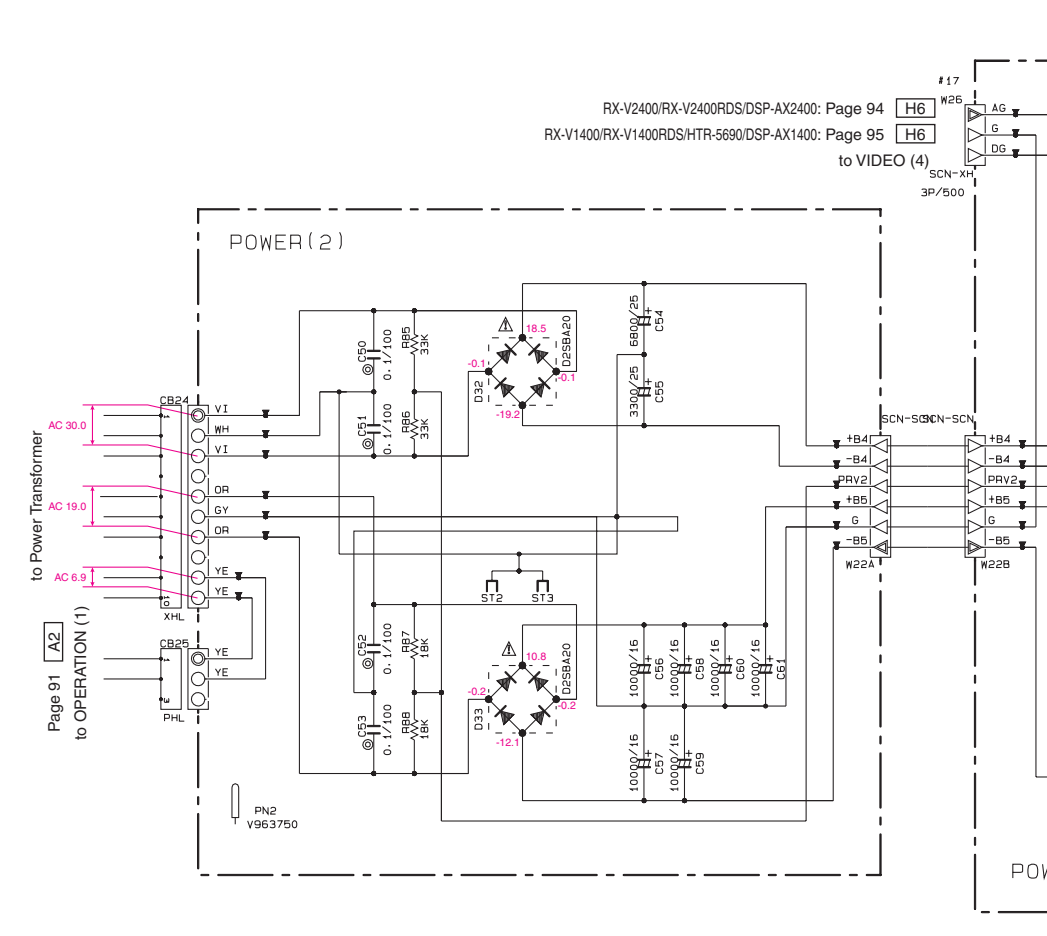 #17
W26
RX-V2400/RX-V2400RDS/DSP-AX2400: Page 94 H6
RX-V1400/RX-V1400RDS/HTR-5690/DSP-AX1400: Page 95 H6
to VIDEO (4)
AG
G
DG
SCN-XH
3P/500
POWER(2)
to Power Transformer
AC 30.0
AC 19.0
AC 6.9
CB24
1
10
XHL
VI
WH
VI
OR
GY
OR
YE
YE
Page 91 A2
to OPERATION (1)
CB25
1
3
PHL
YE
YE
C50
0.1/100
R85
33K
C51
0.1/100
R86
33K
18.5
-0.1
-0.1
-19.2
D32
D2SBA20
6800/25
C54
3300/25
C55
ST2
ST3
C52
0.1/100
R87
18K
C53
0.1/100
R88
18K
10.8
-0.2
-0.2
-12.1
D33
D2SBA20
10000/16
C56
10000/16
C58
10000/16
C60
10000/16
C61
10000/16
C57
10000/16
C59
SCN-SCN
SCN-SCN
+B4
-B4
PRV2
+B5
G
-B5
W22A
+B4
-B4
PRV2
+B5
G
-B5
W22B
PN2
V963750